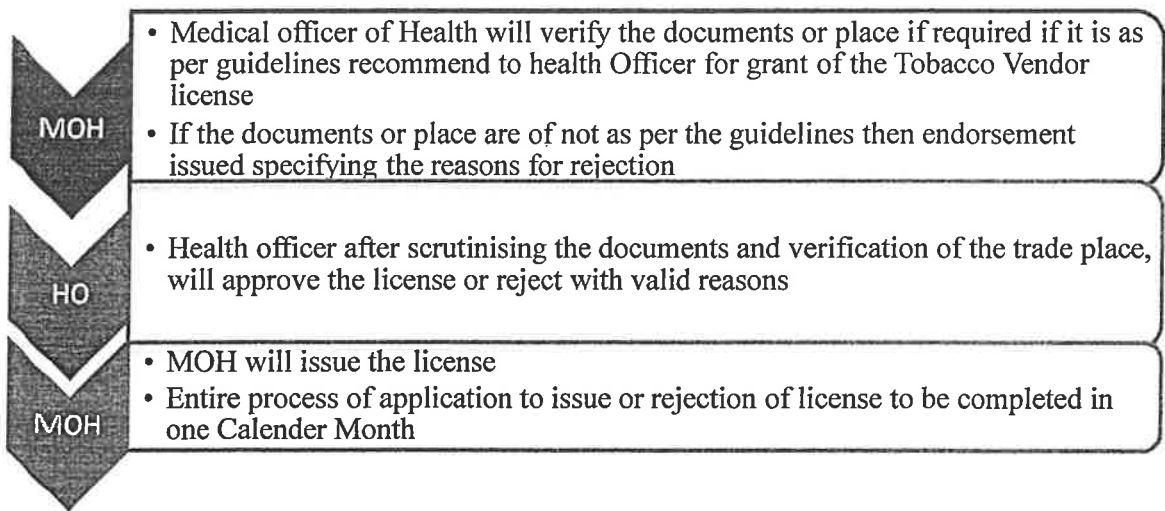 • Medical officer of Health will verify the documents or place if required if it is as
per guidelines recommend to health Officer for grant of the Tobacco Vendor
license
MOH
• If the documents or place are of not as per the guidelines then endorsement
issued specifying the reasons for rejection
• Health officer after scrutinising the documents and verification of the trade place,
will approve the license or reject with valid reasons
HO
• MOH will issue the license
• Entire process of application to issue or rejection of license to be completed in
one Calender Month
MOH